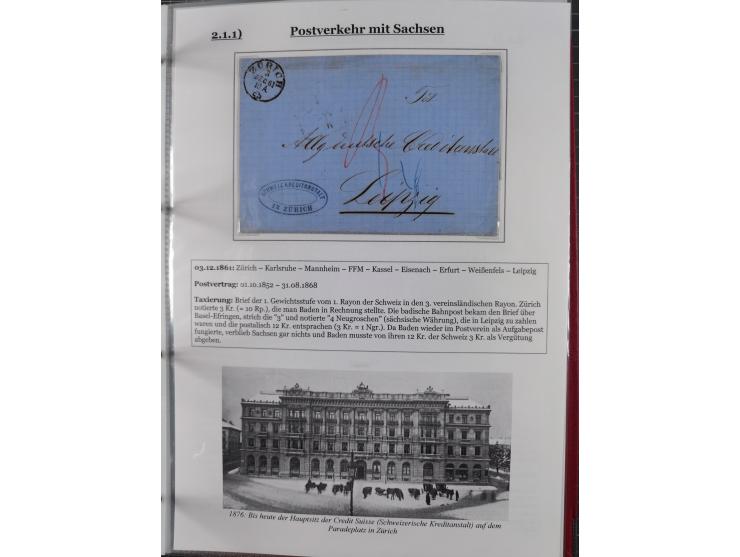 2.1.1)
Postverkehr mit Sachsen
ZÜRICH
Allgemeine Creditanstalt
Leipzig
SCHWEIZ. KREDITANSTALT
IN ZÜRICH
03.12.1861: Zürich – Karlsruhe – Mannheim – FFM – Kassel – Eisenach – Erfurt – Weißenfels – Leipzig
Postvertrag: 01.10.1852 – 31.08.1868
Taxierung: Brief der 1. Gewichtsstufe vom 1. Rayon der Schweiz in den 3. vereinsländischen Rayon. Zürich
notierte 3 Kr. (= 10 Rp.), die man Baden in Rechnung stellte. Die badische Bahnpost bekam den Brief über
Basel-Efringen, strich die "3" und notierte "4 Neugroschen" (sächsische Währung), die in Leipzig zu zahlen
waren und die postalisch 12 Kr. entsprachen (3 Kr. = 1 Ngr.). Da Baden wieder im Postverein als Aufgabepost
fungierte, verblieb Sachsen gar nichts und Baden musste von ihren 12 Kr. der Schweiz 3 Kr. als Vergütung
abgeben.
1876: Bis heute der Hauptsitz der Credit Suisse (Schweizerische Kreditanstalt) auf dem
Paradeplatz in Zürich